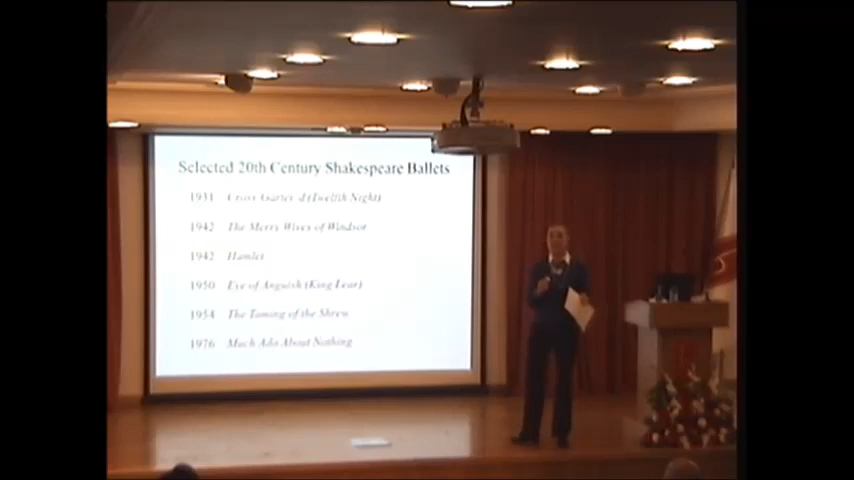 Selected 20th Century Shakespeare Ballets
1931 Cross Garter'd (Twelfth Night)
1942 The Merry Wives of Windsor
1942 Hamlet
1950 Eye of Anguish (King Lear)
1954 The Taming of the Shrew
1976 Much Ado About Nothing